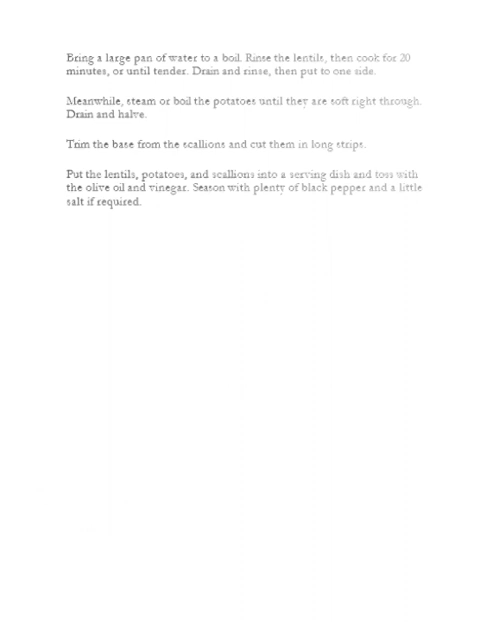 Bring a large pan of water to a boil. Rinse the lentils, then cook for 20
minutes, or until tender. Drain and rinse, then put to one side.
Meanwhile, steam or boil the potatoes until they are soft right through.
Drain and halve.
Trim the base from the scallions and cut them in long strips.
Put the lentils, potatoes, and scallions into a serving dish and toss with
the olive oil and vinegar. Season with plenty of black pepper and a little
salt if required.